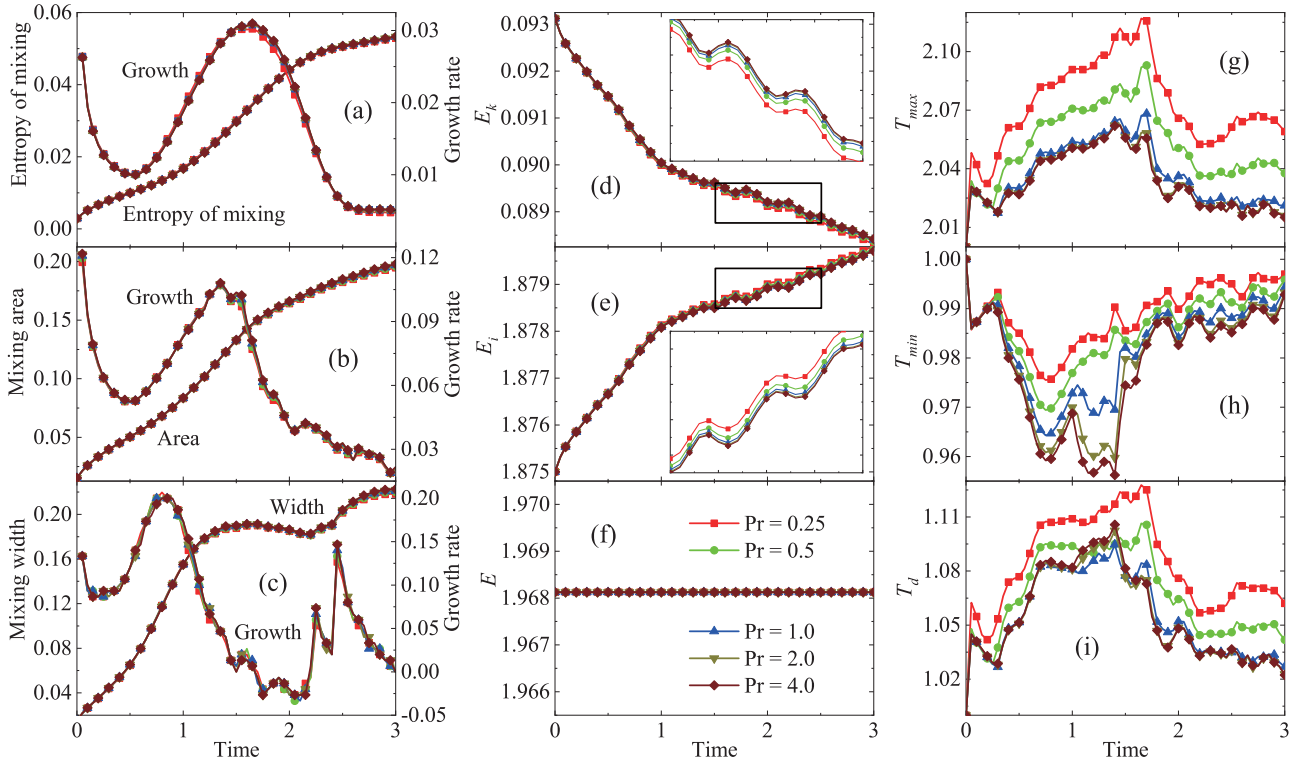 Entropy of mixing
0.06
0.04
0.02
0.00
Growth
(a)
Entropy of mixing
0.03
0.02
0.01
Growth rate
Mixing area
0.20
0.15
0.10
0.05
Growth
(b)
Area
0.12
0.09
0.06
0.03
Growth rate
Mixing width
0.20
0.16
0.12
0.08
0.04
Width
(c)
Growth
0.20
0.15
0.10
0.05
0.00
-0.05
Growth rate
0 1 2 3
Time
E_k
0.093
0.092
0.091
0.090
0.089
(d)
E_i
1.879
1.878
1.877
1.876
1.875
(e)
E
1.970
1.969
1.968
1.967
1.966
(f)
Pr = 0.25
Pr = 0.5
Pr = 1.0
Pr = 2.0
Pr = 4.0
0 1 2 3
Time
T_max
2.10
2.07
2.04
2.01
(g)
T_min
1.00
0.99
0.98
0.97
0.96
(h)
T_d
1.11
1.08
1.05
1.02
(i)
0 1 2 3
Time